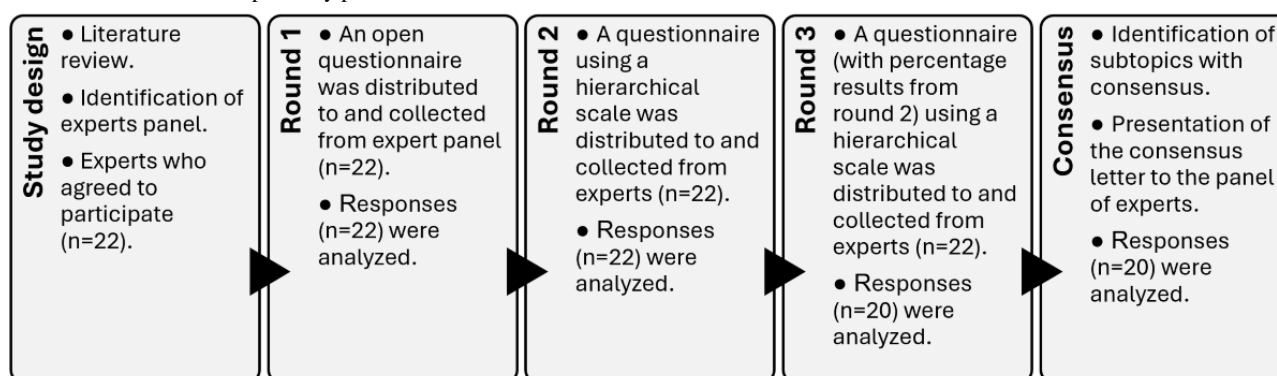 Study design
● Literature
review.
● Identification of
experts panel.
● Experts who
agreed to
participate
(n=22).
Round 1
● An open
questionnaire
was distributed
to and collected
from expert panel
(n=22).
● Responses
(n=22) were
analyzed.
Round 2
● A questionnaire
using a
hierarchical
scale was
distributed to and
collected from
experts (n=22).
● Responses
(n=22) were
analyzed.
Round 3
● A questionnaire
(with percentage
results from
round 2) using a
hierarchical
scale was
distributed to and
collected from
experts (n=22).
● Responses
(n=20) were
analyzed.
Consensus
● Identification of
subtopics with
consensus.
● Presentation of
the consensus
letter to the panel
of experts.
● Responses
(n=20) were
analyzed.